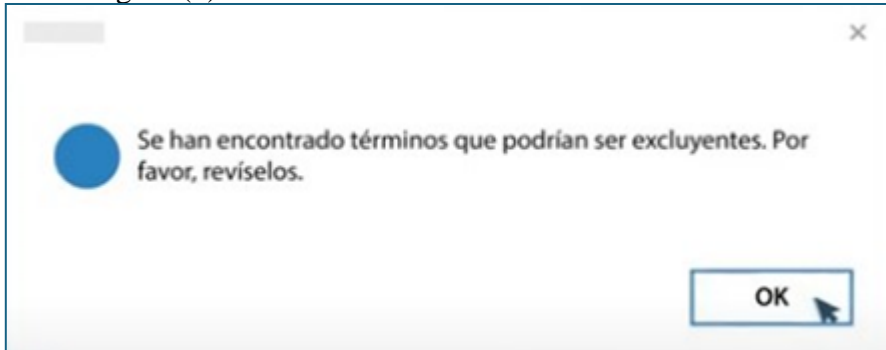 Se han encontrado términos que podrían ser excluyentes. Por
favor, revíselos.
OK